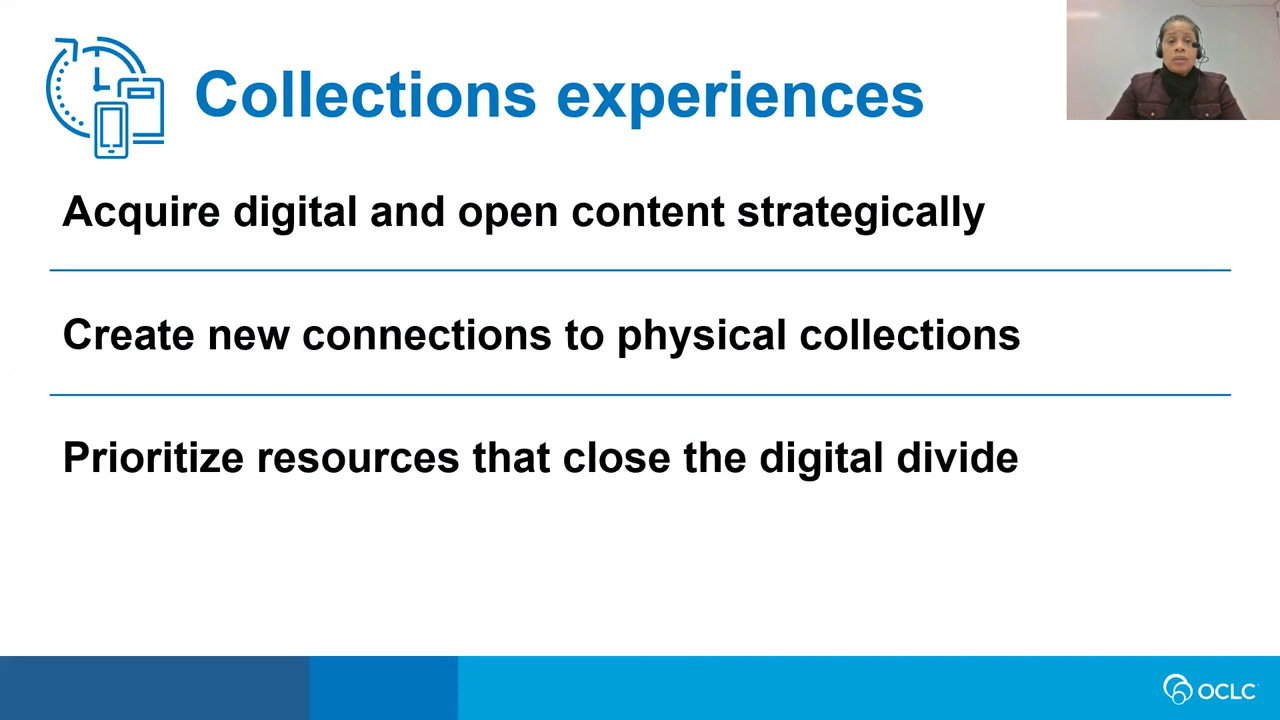 Collections experiences
Acquire digital and open content strategically
Create new connections to physical collections
Prioritize resources that close the digital divide
OCLC